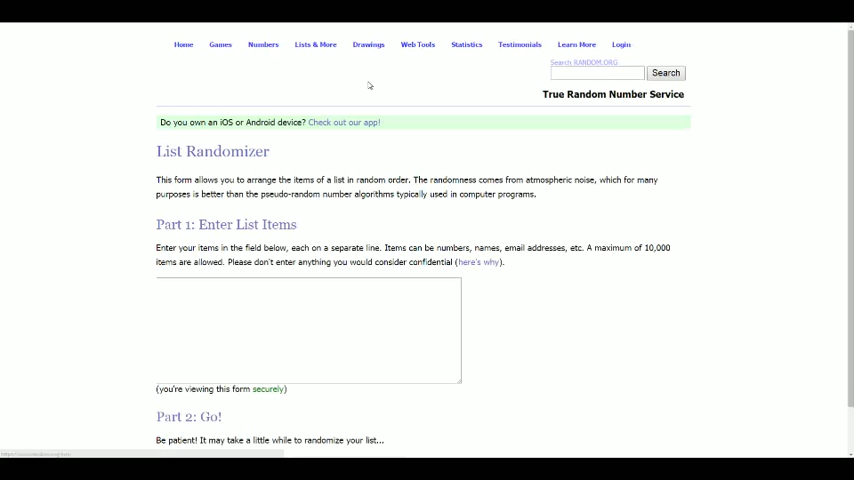 Home Games Numbers Lists & More Drawings Web Tools Statistics Testimonials Learn More Login
Search RANDOM.ORG
Search
True Random Number Service
Do you own an iOS or Android device? Check out our app!
List Randomizer
This form allows you to arrange the items of a list in random order. The randomness comes from atmospheric noise, which for many
purposes is better than the pseudo-random number algorithms typically used in computer programs.
Part 1: Enter List Items
Enter your items in the field below, each on a separate line. Items can be numbers, names, email addresses, etc. A maximum of 10,000
items are allowed. Please don't enter anything you would consider confidential (here's why).
(you're viewing this form securely)
Part 2: Go!
Be patient! It may take a little while to randomize your list...